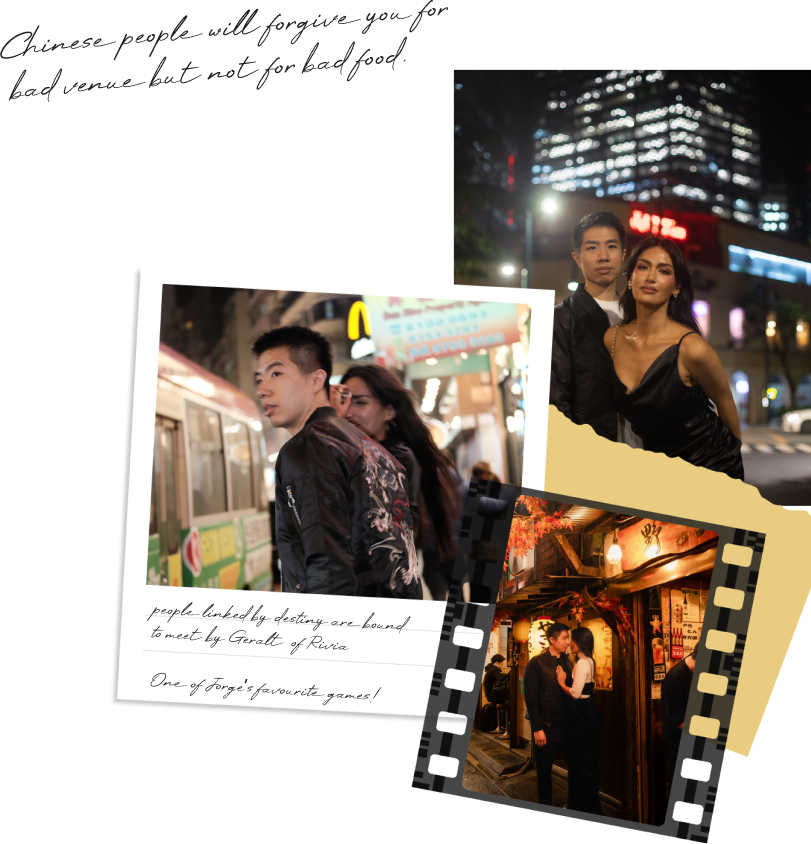 Chinese people will forgive you for
bad venue but not for bad food.
people linked by destiny are bound
to meet by Geralt of Rivia
One of Jorge's favourite games!